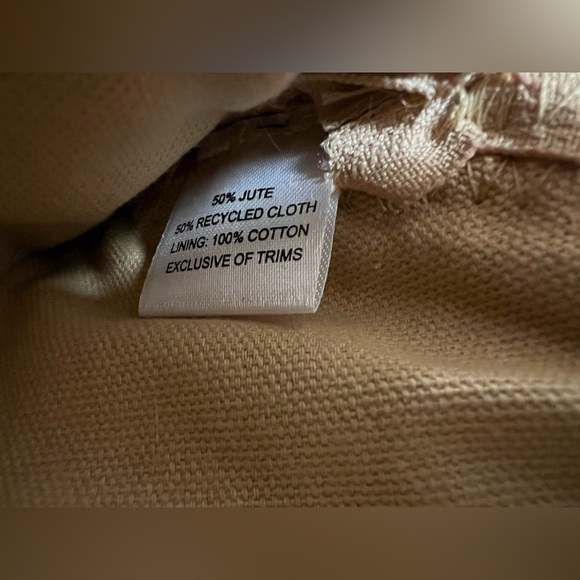 50% JUTE
50% RECYCLED CLOTH
LINING: 100% COTTON
EXCLUSIVE OF TRIMS